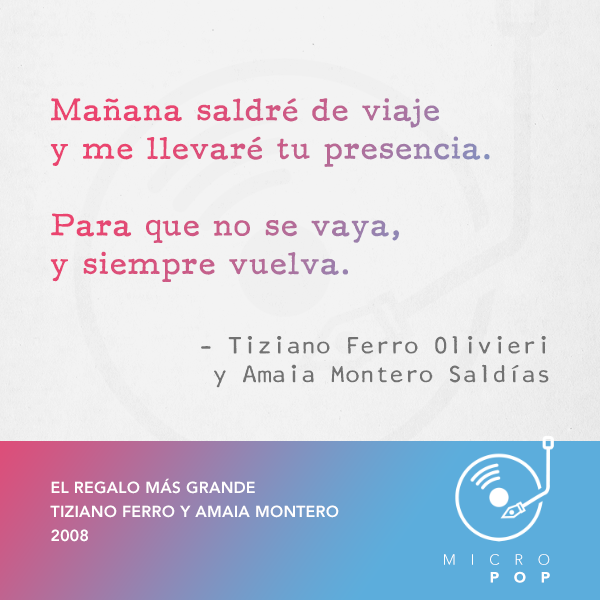 Mañana saldré de viaje
y me llevaré tu presencia.
Para que no se vaya,
y siempre vuelva.
– Tiziano Ferro Olivieri
y Amaia Montero Saldías
EL REGALO MÁS GRANDE
TIZIANO FERRO Y AMAIA MONTERO
2008
MICRO
POP